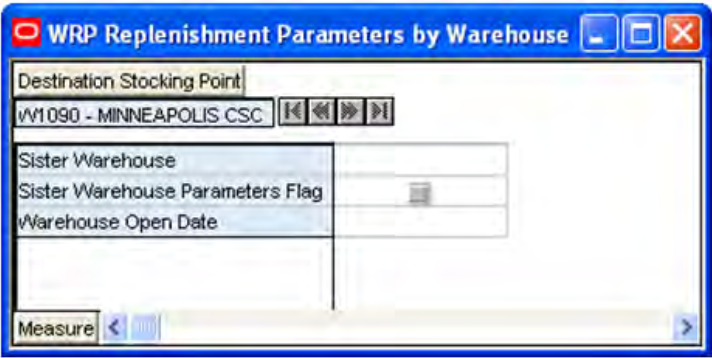 WRP Replenishment Parameters by Warehouse
Destination Stocking Point
W1090 - MINNEAPOLIS CSC
Sister Warehouse
Sister Warehouse Parameters Flag
Warehouse Open Date
Measure